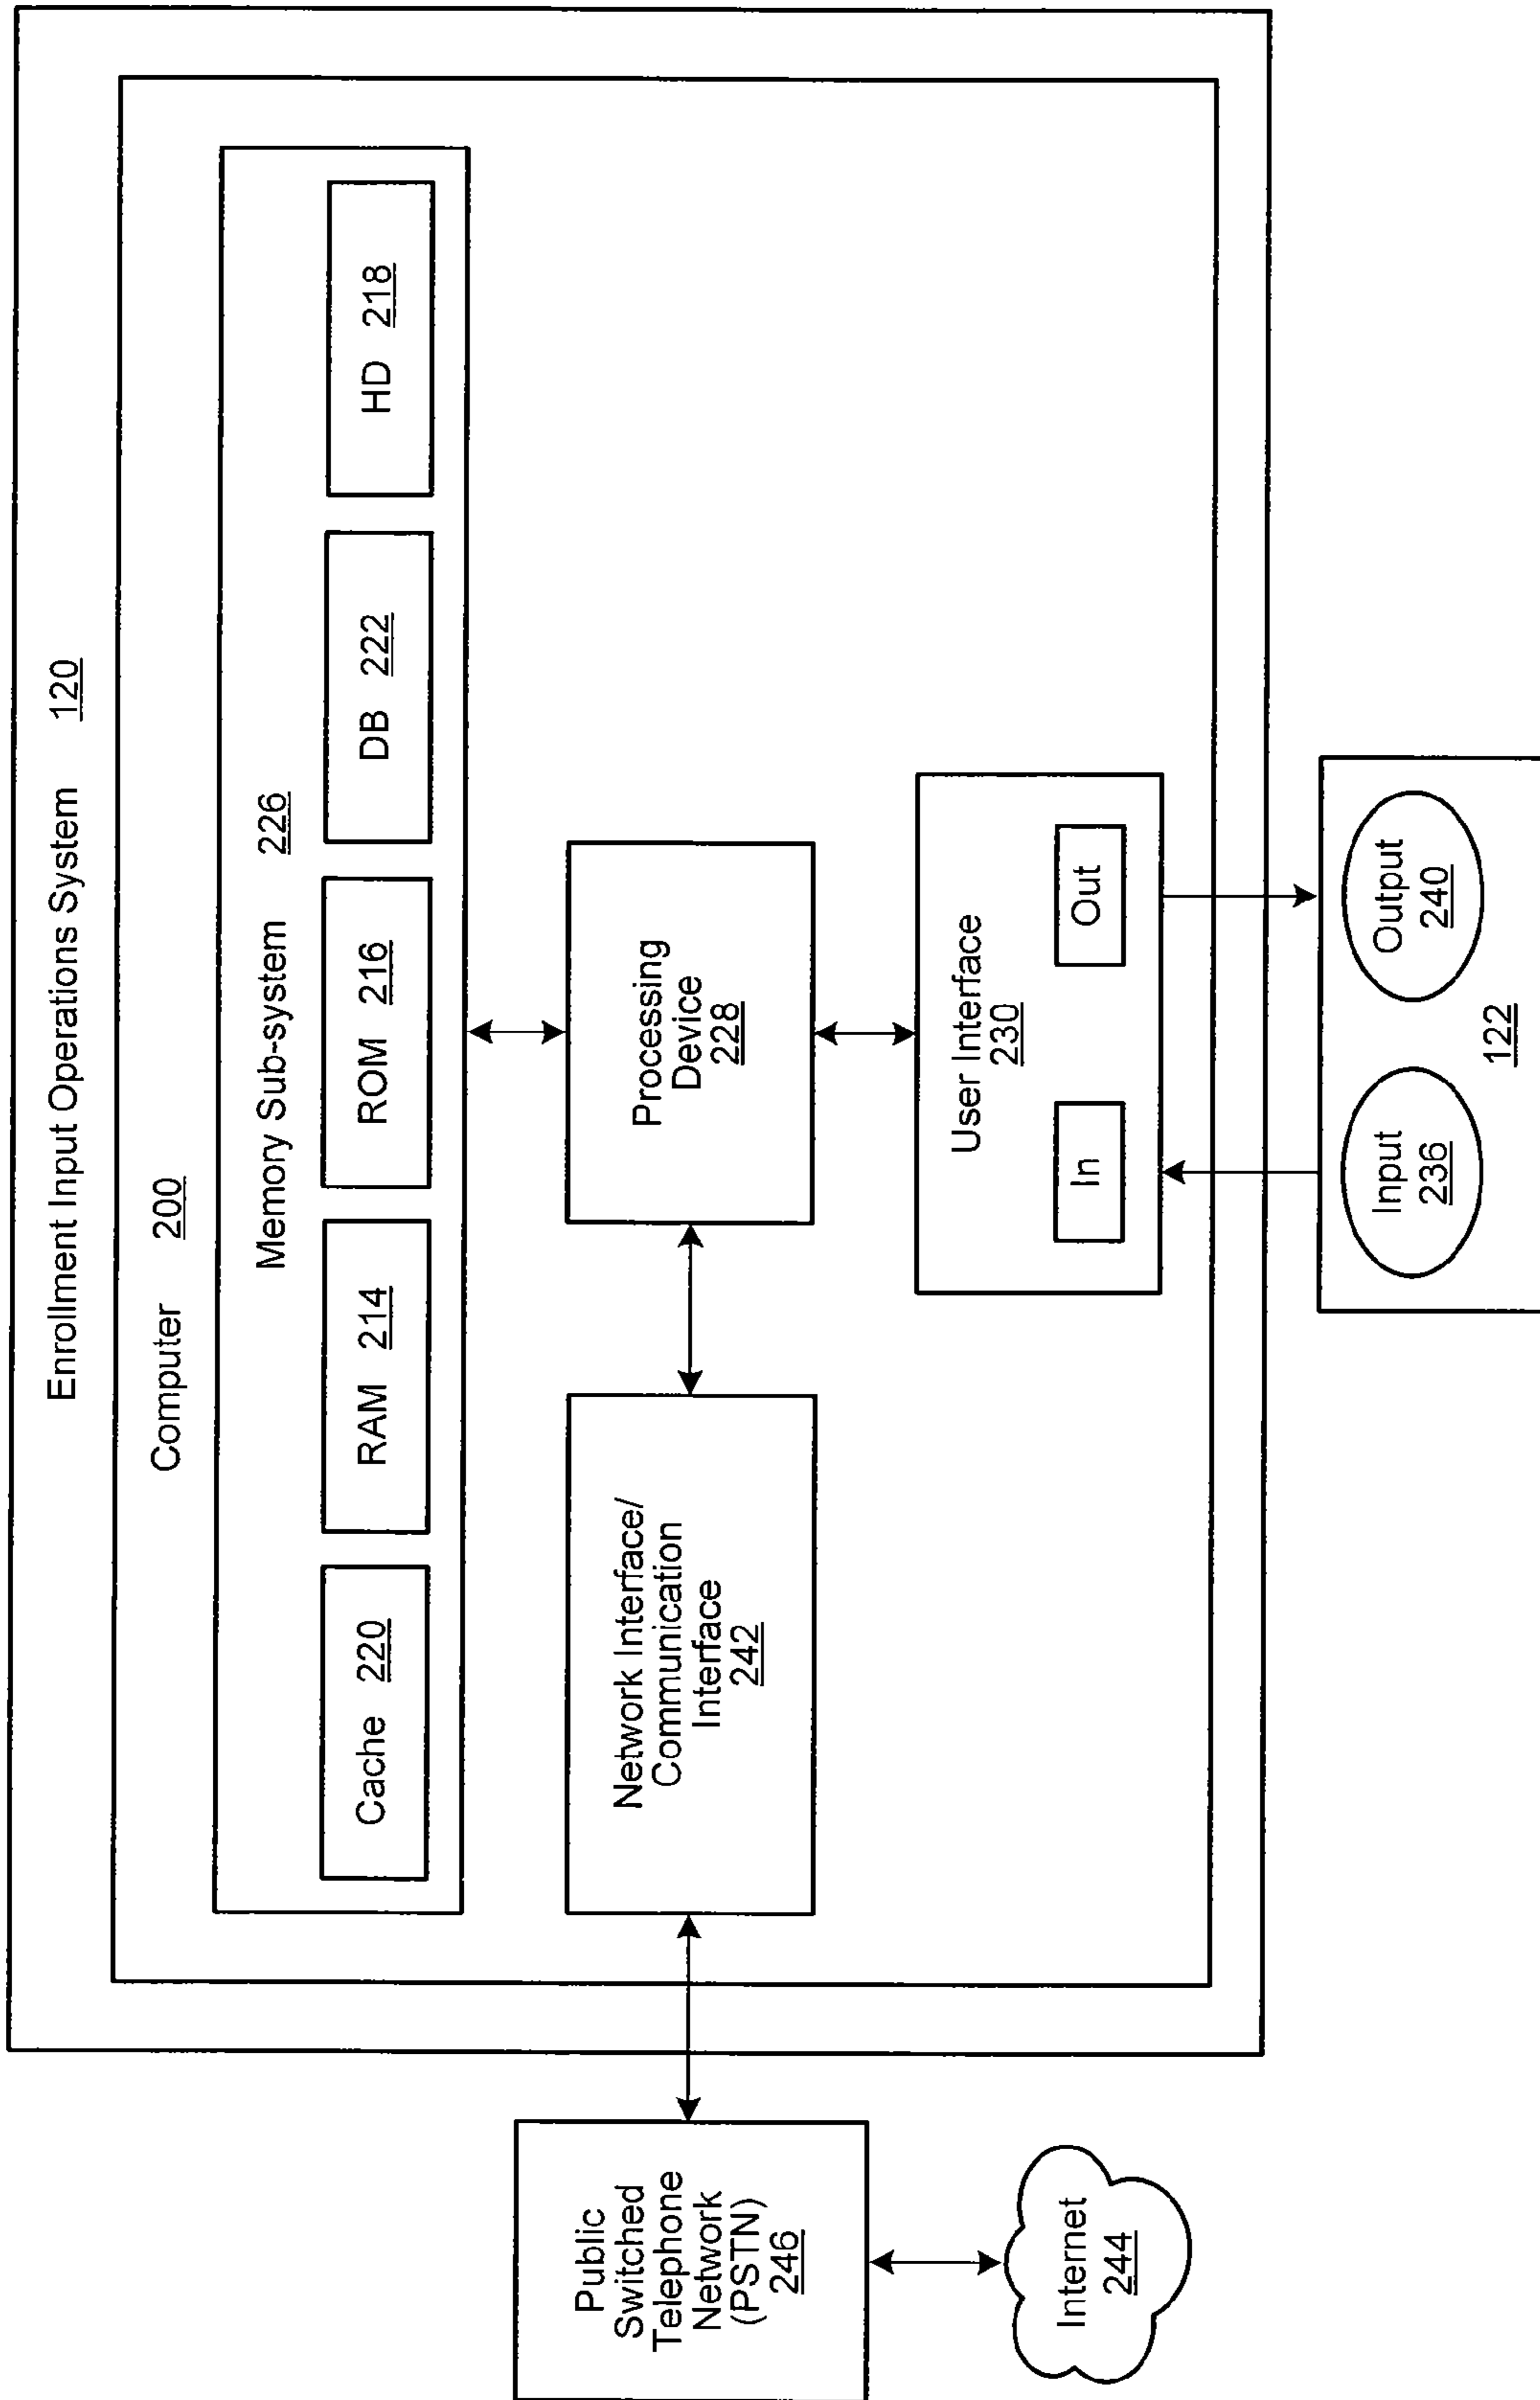 Enrollment Input Operations System 120
Computer 200
Memory Sub-system 226
Cache 220
RAM 214
ROM 216
DB 222
HD 218
Public
Switched
Telephone
Network
(PSTN)
246
Network Interface/
Communication
Interface
242
Processing
Device
228
Internet
244
User Interface
230
In
Out
Input
236
Output
240
122